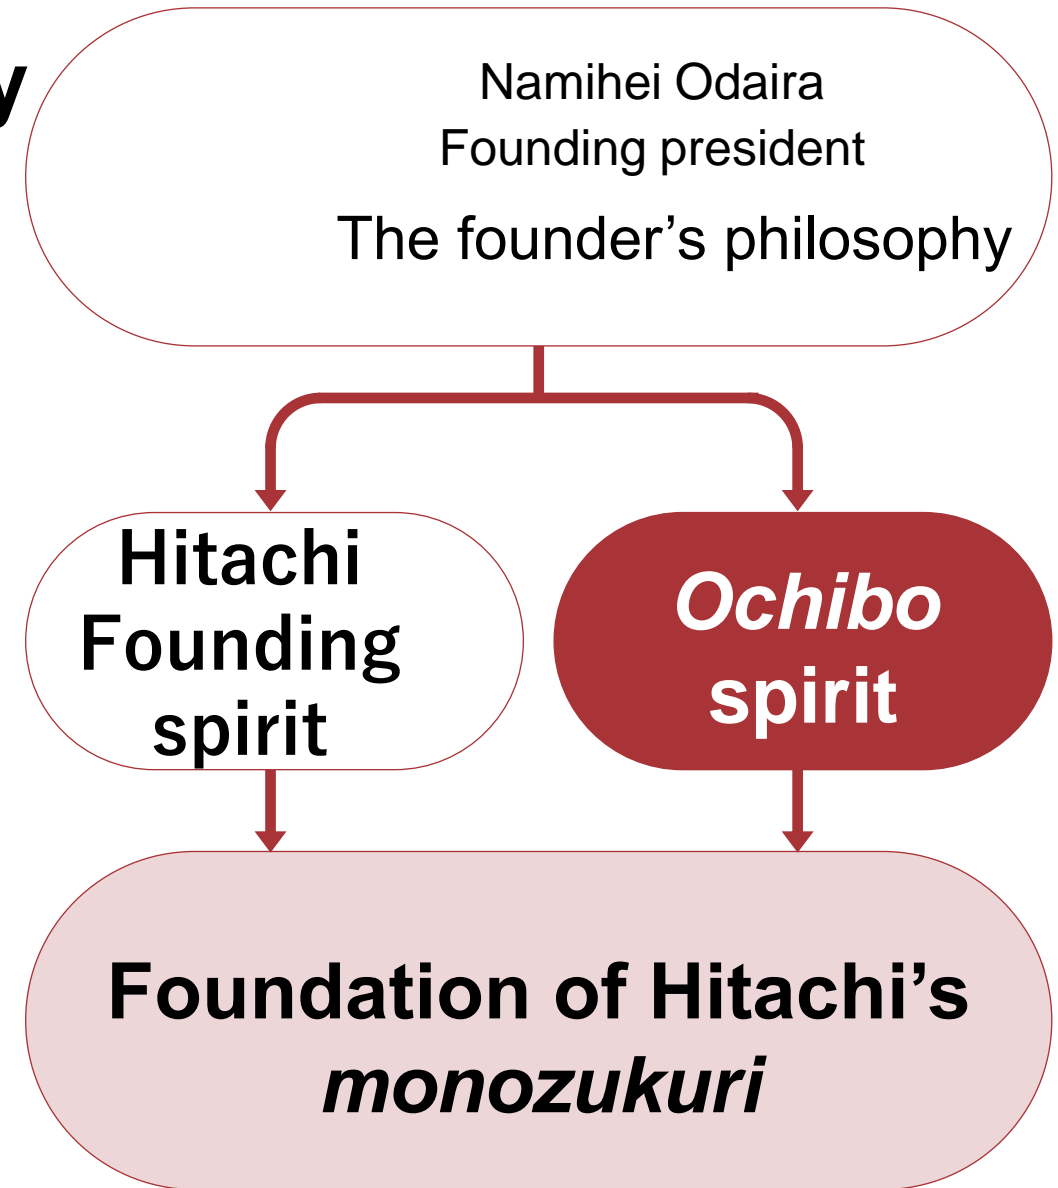 y
Namihei Odaira
Founding president
The founder’s philosophy
Hitachi
Founding
spirit
Ochibo
spirit
Foundation of Hitachi’s
monozukuri